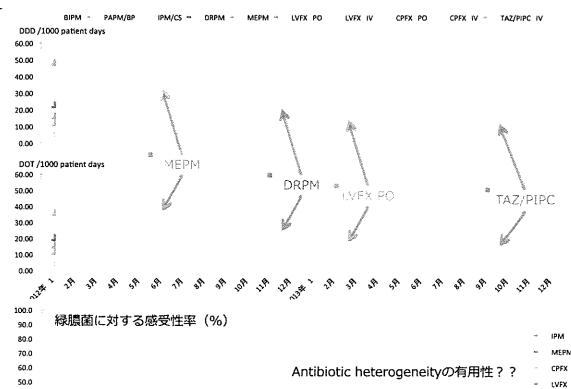 BIPM PAPM/BP IPM/CS DRPM MEPM LVFX PO LVFX IV CPFX PO CPFX IV TAZ/PIPC IV
DDD /1000 patient days
60.00
50.00
40.00
30.00
20.00
10.00
0.00
MEPM
DOT /1000 patient days
60.00
50.00
40.00
30.00
20.00
10.00
0.00
DRPM
LVFX PO
TAZ/PIPC
012年 1 2月 3月 4月 5月 6月 7月 8月 9月 10月 11月 12月 013年 1 2月 3月 4月 5月 6月 7月 8月 9月 10月 11月 12月
緑膿菌に対する感受性率（%）
100.0
90.0
80.0
70.0
60.0
50.0
IPM
MEPM
CPFX
LVFX
Antibiotic heterogeneityの有用性？？